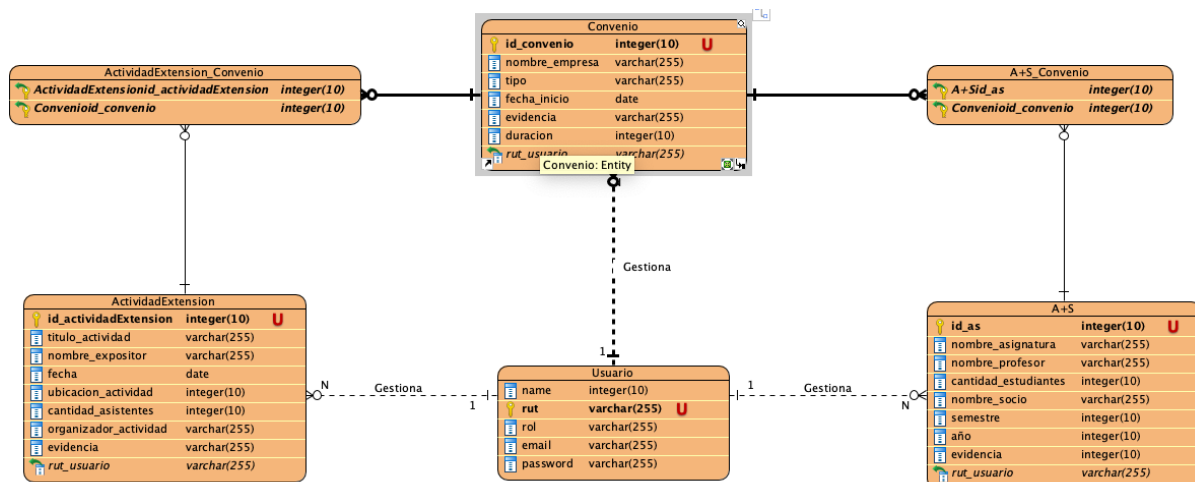 Convenio
id_convenio integer(10) U
nombre_empresa varchar(255)
tipo varchar(255)
fecha_inicio date
evidencia varchar(255)
duracion integer(10)
rut_usuario varchar(255)
Convenio: Entity
ActividadExtension_Convenio
ActividadExtensionid_actividadExtension integer(10)
Convenioid_convenio integer(10)
A+S_Convenio
A+Sid_as integer(10)
Convenioid_convenio integer(10)
Gestiona
1
ActividadExtension
id_actividadExtension integer(10) U
titulo_actividad varchar(255)
nombre_expositor varchar(255)
fecha date
ubicacion_actividad integer(10)
cantidad_asistentes integer(10)
organizador_actividad varchar(255)
evidencia varchar(255)
rut_usuario varchar(255)
N Gestiona 1
Usuario
name integer(10)
rut varchar(255) U
rol varchar(255)
email varchar(255)
password varchar(255)
1 Gestiona N
A+S
id_as integer(10) U
nombre_asignatura varchar(255)
nombre_profesor varchar(255)
cantidad_estudiantes integer(10)
nombre_socio varchar(255)
semestre integer(10)
año integer(10)
evidencia integer(10)
rut_usuario varchar(255)